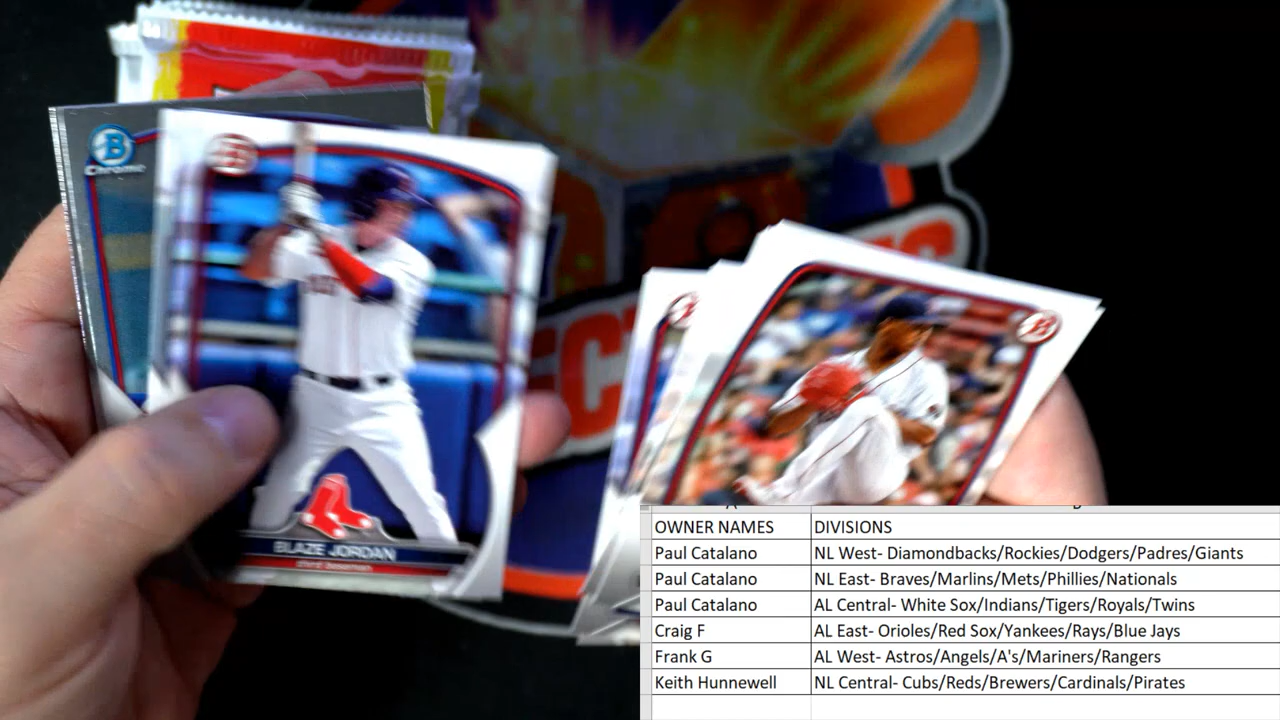 B
Chrome
B
B
BLAZE JORDAN
third baseman
OWNER NAMES DIVISIONS
Paul Catalano NL West- Diamondbacks/Rockies/Dodgers/Padres/Giants
Paul Catalano NL East- Braves/Marlins/Mets/Phillies/Nationals
Paul Catalano AL Central- White Sox/Indians/Tigers/Royals/Twins
Craig F AL East- Orioles/Red Sox/Yankees/Rays/Blue Jays
Frank G AL West- Astros/Angels/A's/Mariners/Rangers
Keith Hunnewell NL Central- Cubs/Reds/Brewers/Cardinals/Pirates